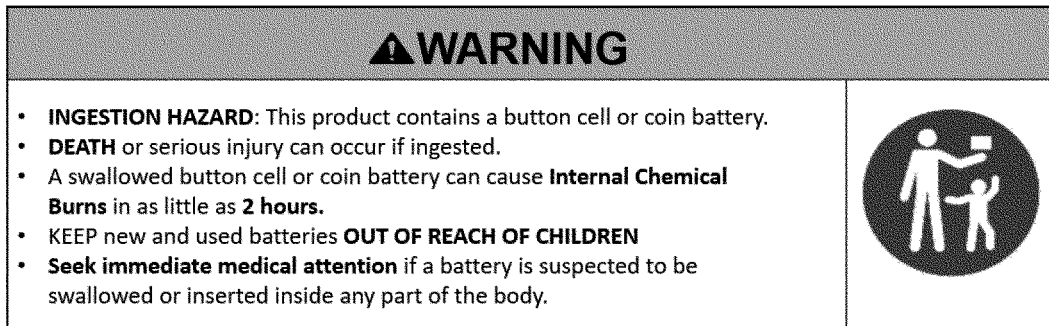 ⚠WARNING
• INGESTION HAZARD: This product contains a button cell or coin battery.
• DEATH or serious injury can occur if ingested.
• A swallowed button cell or coin battery can cause Internal Chemical
Burns in as little as 2 hours.
• KEEP new and used batteries OUT OF REACH OF CHILDREN
• Seek immediate medical attention if a battery is suspected to be
swallowed or inserted inside any part of the body.